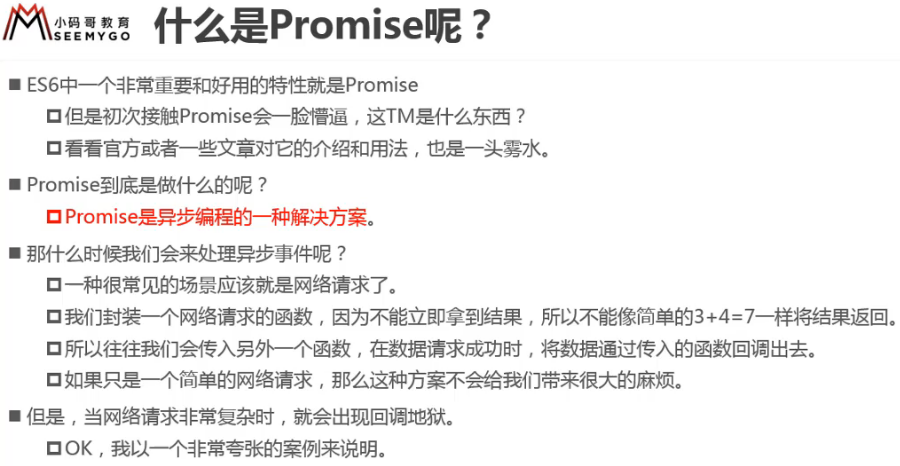 小码哥教育
SEEMYGO
什么是Promise呢？
ES6中一个非常重要和好用的特性就是Promise
但是初次接触Promise会一脸懵逼，这TM是什么东西？
看看官方或者一些文章对它的介绍和用法，也是一头雾水。
Promise到底是做什么的呢？
Promise是异步编程的一种解决方案。
那什么时候我们会来处理异步事件呢？
一种很常见的场景应该就是网络请求了。
我们封装一个网络请求的函数，因为不能立即拿到结果，所以不能像简单的3+4=7一样将结果返回。
所以往往我们会传入另外一个函数，在数据请求成功时，将数据通过传入的函数回调出去。
如果只是一个简单的网络请求，那么这种方案不会给我们带来很大的麻烦。
但是，当网络请求非常复杂时，就会出现回调地狱。
OK，我以一个非常夸张的案例来说明。